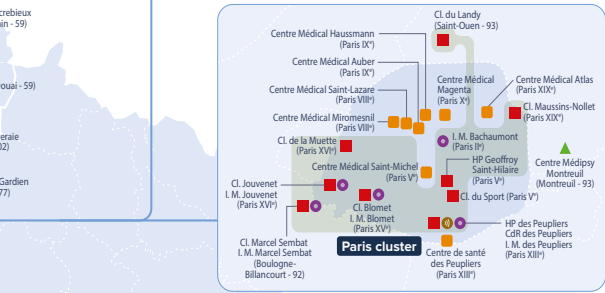 crebieux
in - 59)
ouai - 59)
eraie
02)
Gardien
77)
Cl. du Landy
(Saint-Ouen - 93)
Centre Médical Haussmann
(Paris IXᵉ)
Centre Médical Auber
(Paris IXᵉ)
Centre Médical Saint-Lazare
(Paris VIIIᵉ)
Centre Médical Miromesnil
(Paris VIIIᵉ)
Centre Médical
Magenta
(Paris Xᵉ)
Centre Médical Atlas
(Paris XIXᵉ)
Cl. Maussins-Nollet
(Paris XIXᵉ)
Cl. de la Muette
(Paris XVIᵉ)
I. M. Bachaumont
(Paris IIᵉ)
Centre Médical Saint-Michel
(Paris Vᵉ)
HP Geoffroy
Saint-Hilaire
(Paris Vᵉ)
Centre Médipsy
Montreuil
(Montreuil - 93)
Cl. Jouvenet
I. M. Jouvenet
(Paris XVIᵉ)
Cl. du Sport (Paris Vᵉ)
Cl. Blomet
I. M. Blomet
(Paris XVᵉ)
Cl. Marcel Sembat
I. M. Marcel Sembat
(Boulogne-
Billancourt - 92)
Paris cluster
Centre de santé
des Peupliers
(Paris XIIIᵉ)
HP des Peupliers
CdR des Peupliers
I. M. des Peupliers
(Paris XIIIᵉ)